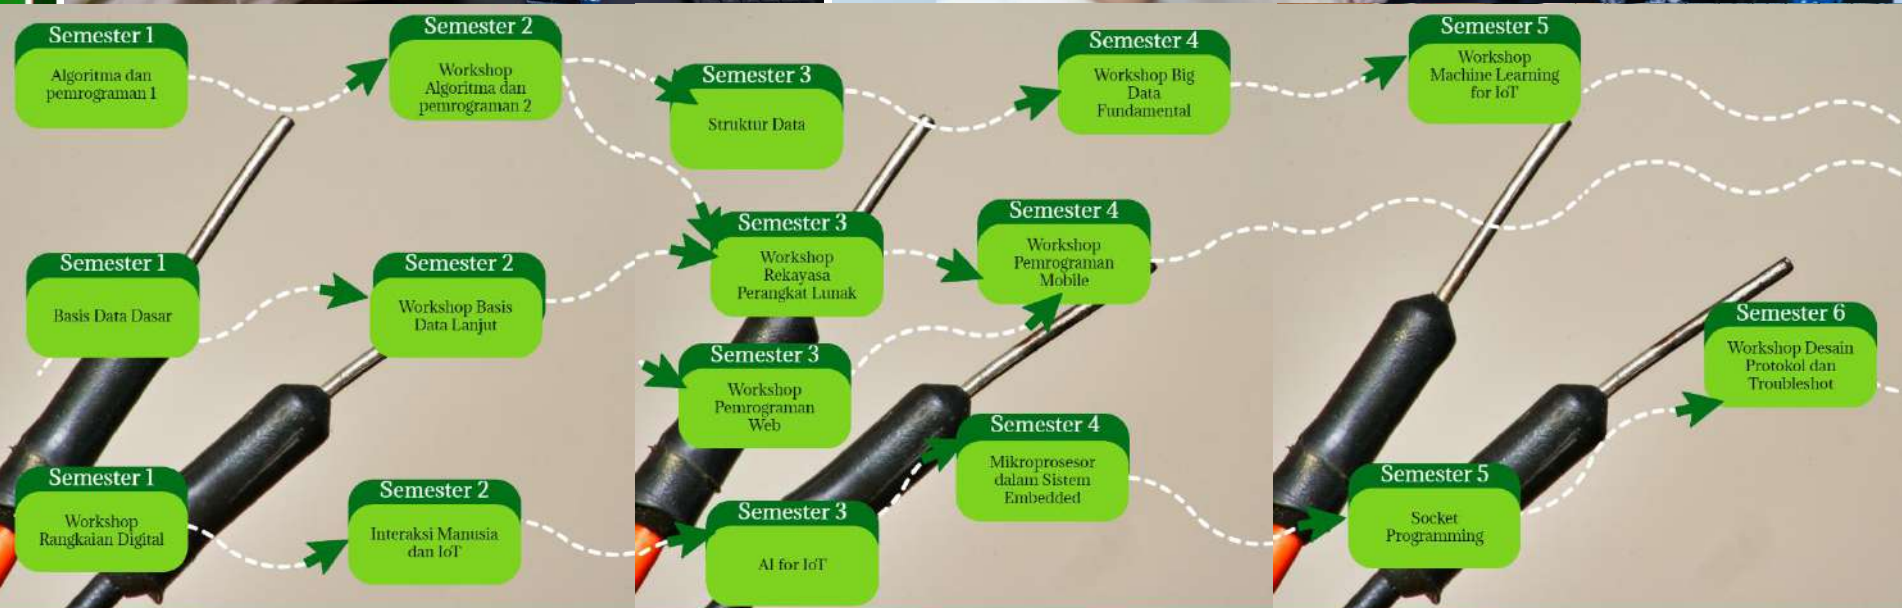 Semester 1
Algoritma dan
pemrograman 1
Semester 2
Workshop
Algoritma dan
pemrograman 2
Semester 3
Struktur Data
Semester 4
Workshop Big
Data
Fundamental
Semester 5
Workshop
Machine Learning
for IoT
Semester 1
Basis Data Dasar
Semester 2
Workshop Basis
Data Lanjut
Semester 3
Workshop
Rekayasa
Perangkat Lunak
Semester 4
Workshop
Pemrograman
Mobile
Semester 3
Workshop
Pemrograman
Web
Semester 6
Workshop Desain
Protokol dan
Troubleshot
Semester 1
Workshop
Rangkaian Digital
Semester 2
Interaksi Manusia
dan IoT
Semester 3
AI for IoT
Semester 4
Mikroprosesor
dalam Sistem
Embedded
Semester 5
Socket
Programming